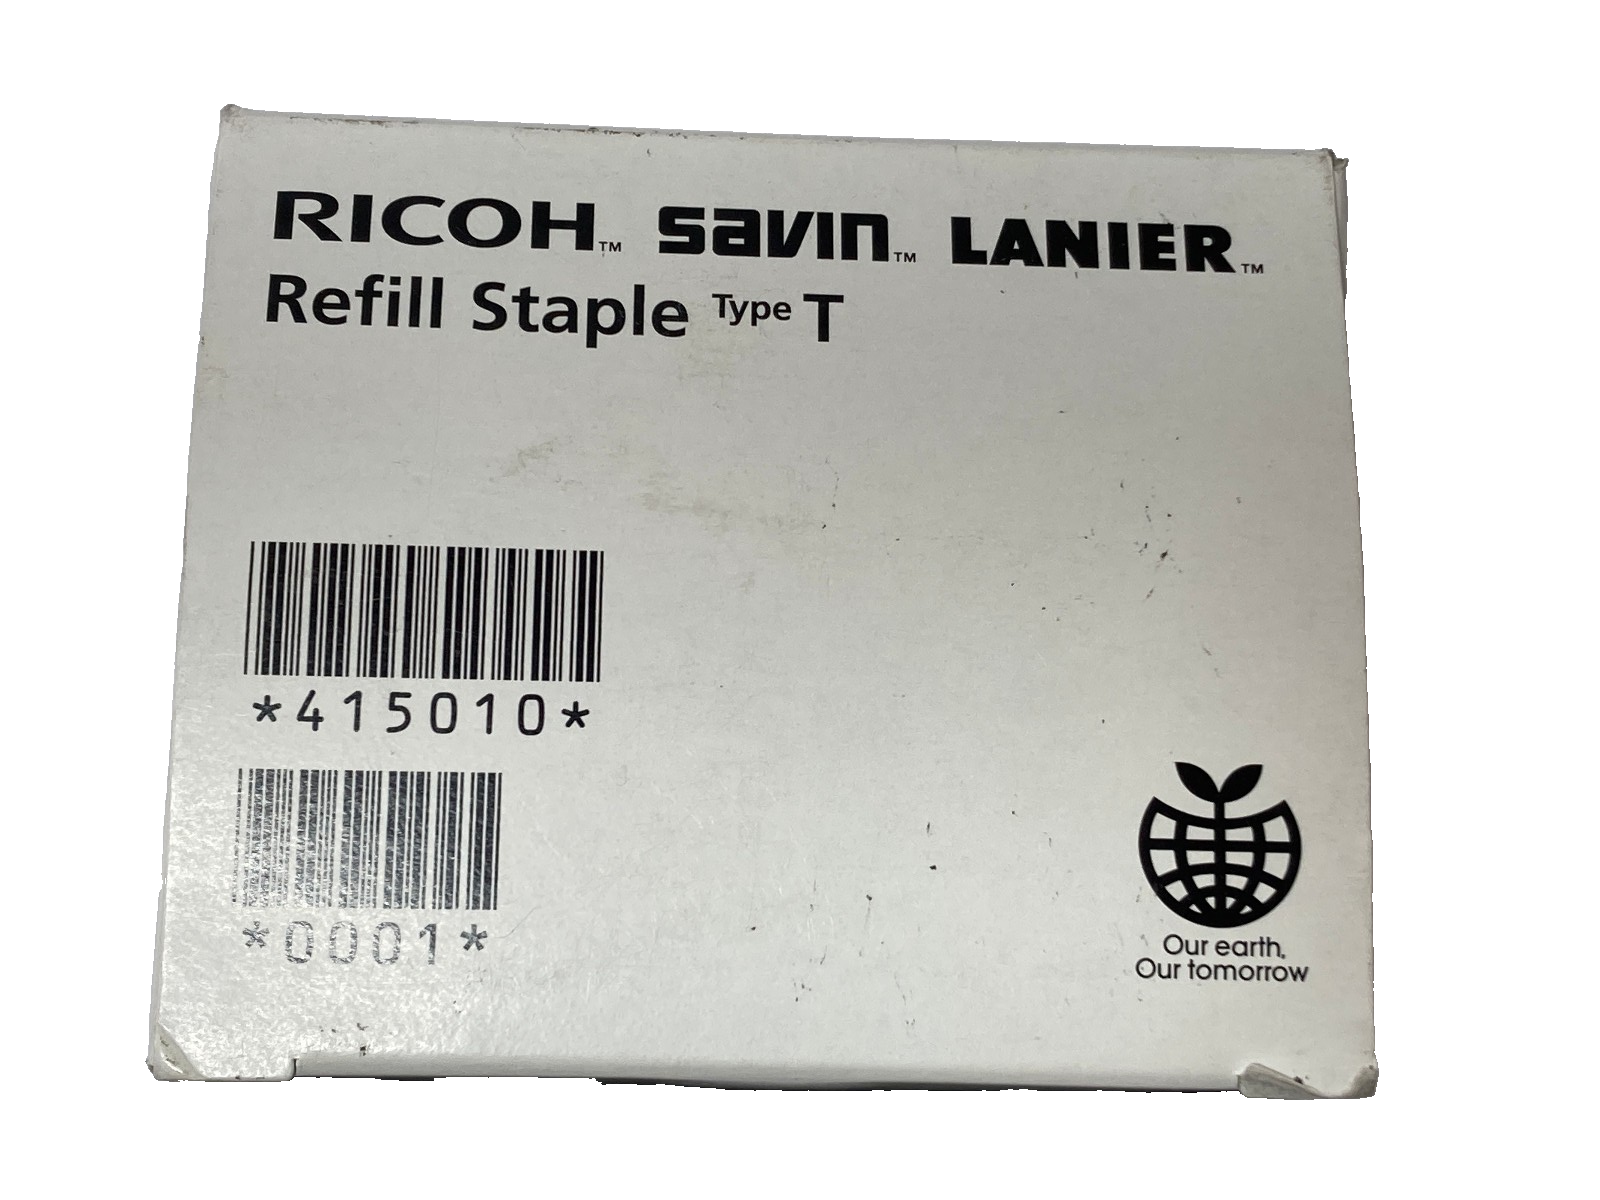 RICOH™ savin™ LANIER™
Refill Staple Type T
*415010*
*0001*
Our earth,
Our tomorrow